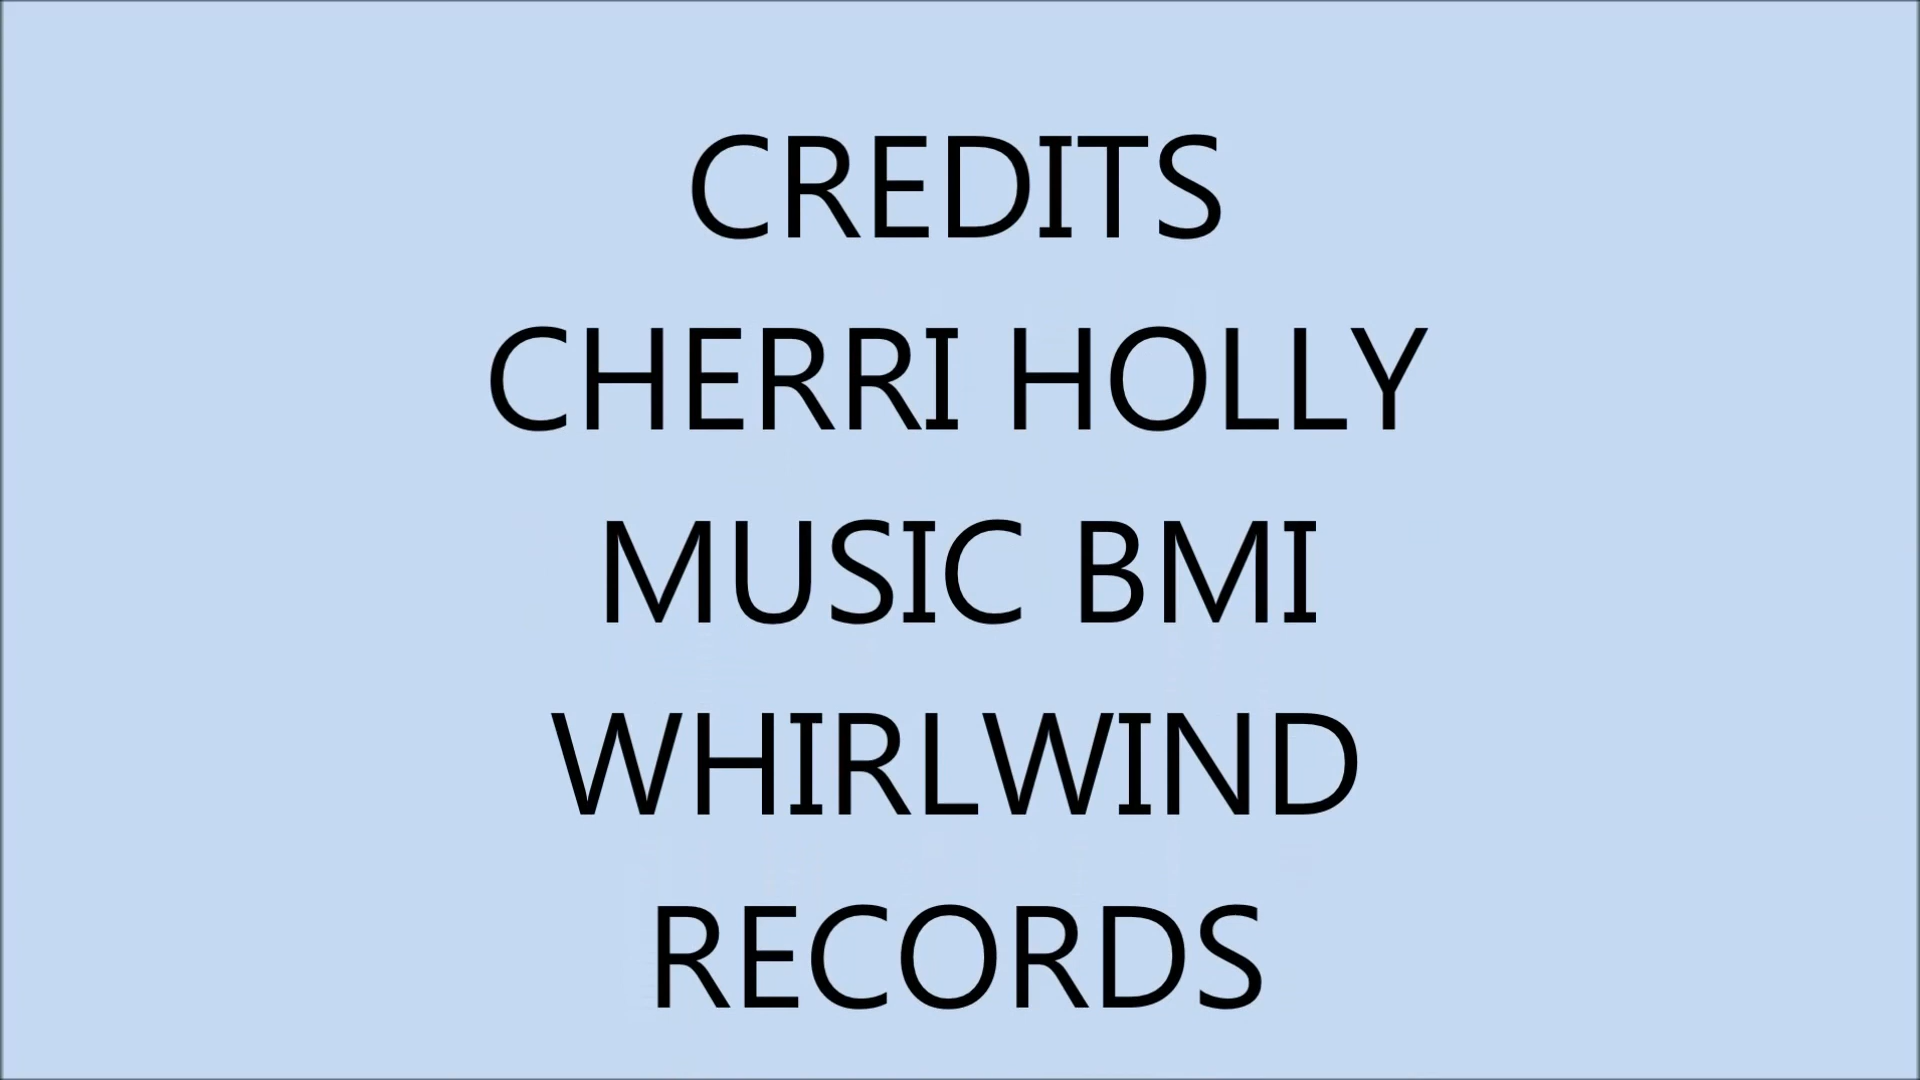 CREDITS
CHERRI HOLLY
MUSIC BMI
WHIRLWIND
RECORDS